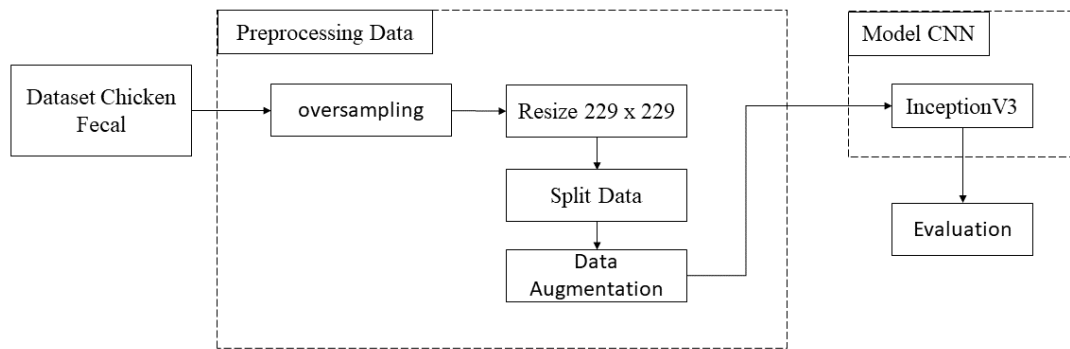 Preprocessing Data
Model CNN
Dataset Chicken
Fecal
oversampling
Resize 229 x 229
InceptionV3
Split Data
Evaluation
Data
Augmentation